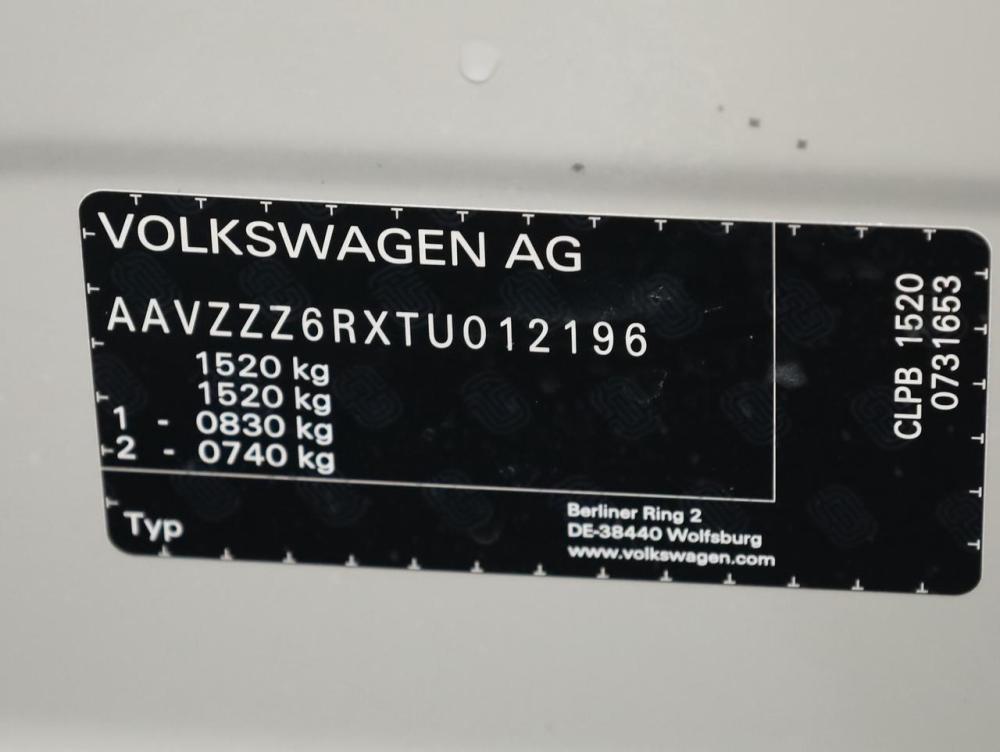 VOLKSWAGEN AG
AAVZZZ6RXTU012196
1520 kg
1520 kg
1 - 0830 kg
2 - 0740 kg
Typ
Berliner Ring 2
DE-38440 Wolfsburg
www.volkswagen.com
CLPB 1520
0731653